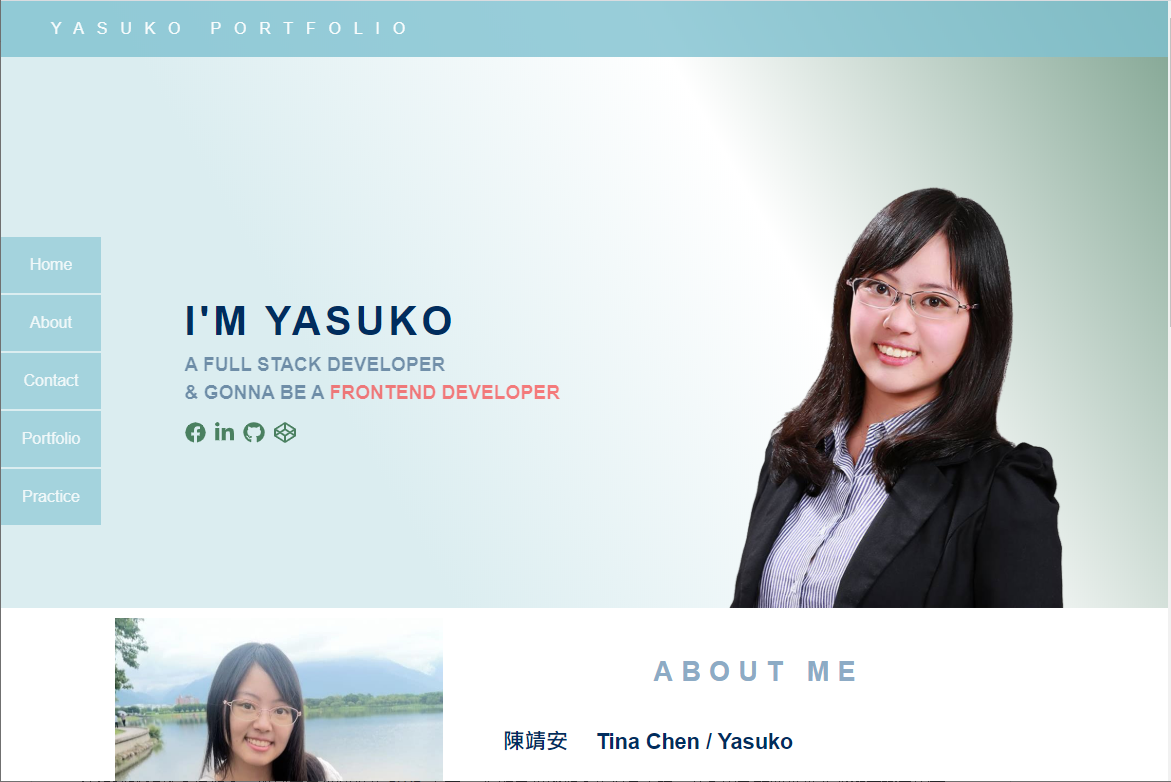 YASUKO PORTFOLIO
Home
About
Contact
Portfolio
Practice
I'M YASUKO
A FULL STACK DEVELOPER
& GONNA BE A FRONTEND DEVELOPER
in
ABOUT ME
陳靖安 Tina Chen / Yasuko